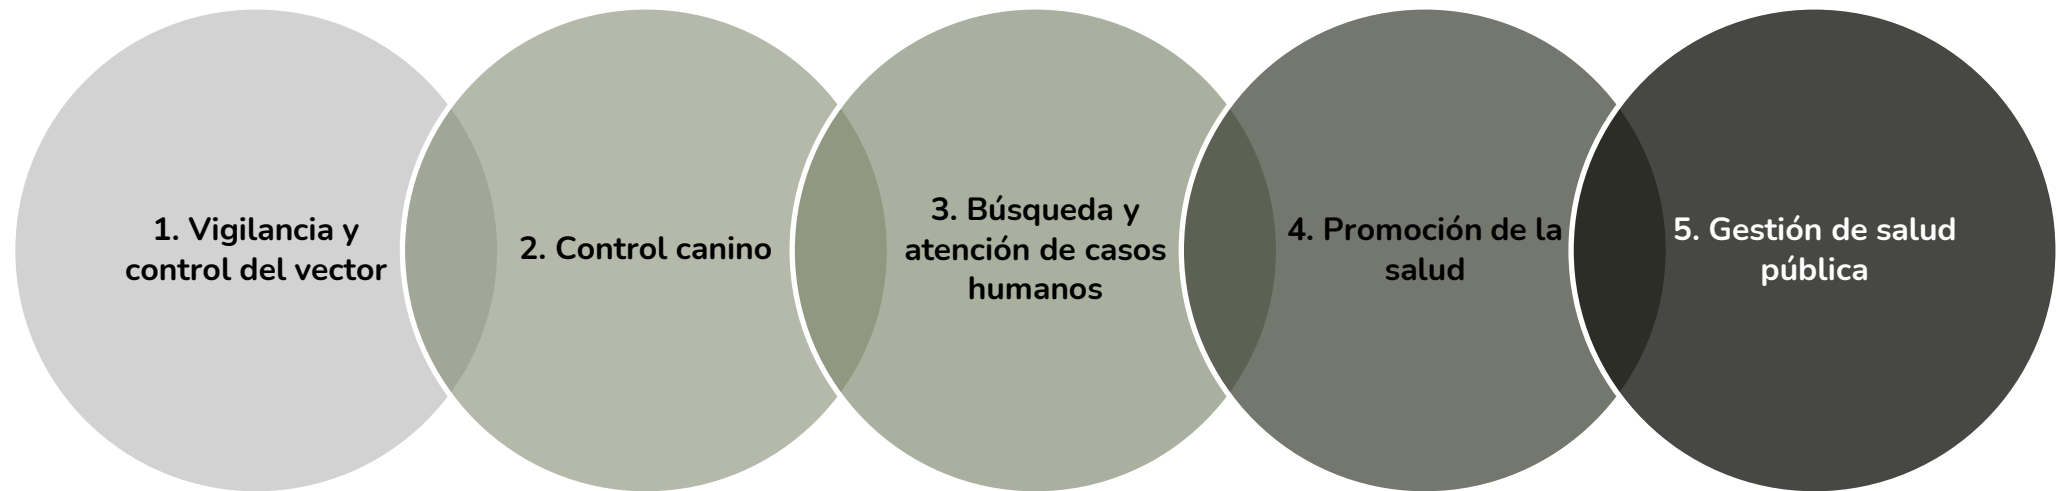 1. Vigilancia y
control del vector
2. Control canino
3. Búsqueda y
atención de casos
humanos
4. Promoción de la
salud
5. Gestión de salud
pública